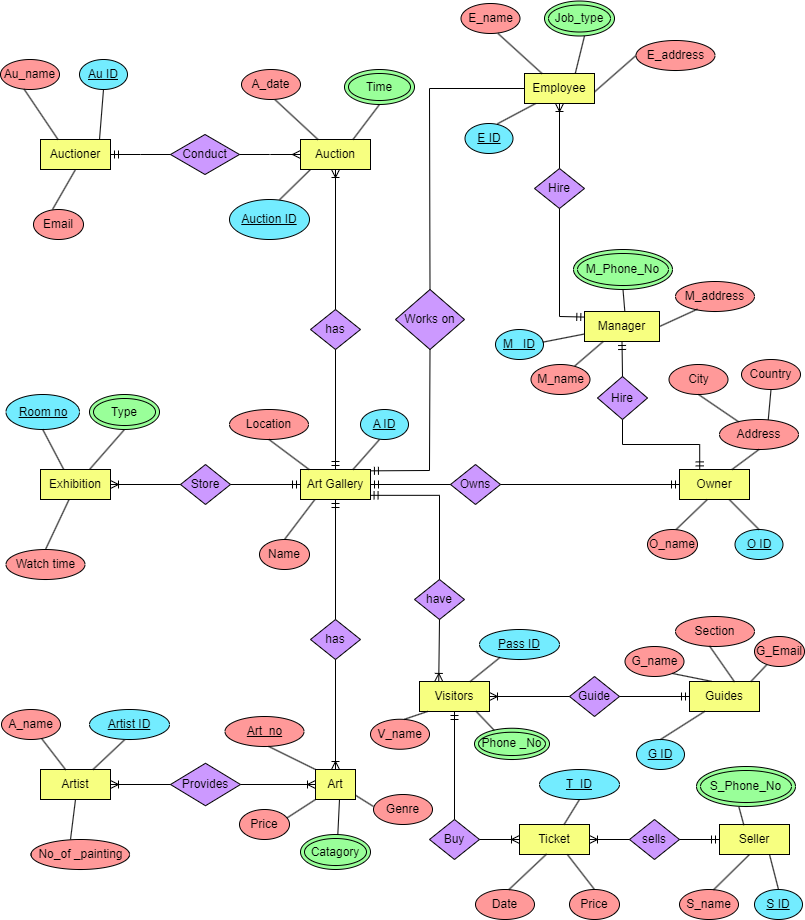 E_name
Job_type
E_address
Au_name
Au ID
A_date
Time
Employee
E ID
Auctioner
Conduct
Auction
Hire
Email
Auction ID
M_Phone_No
M_address
has
Works on
Manager
M _ID
M_name
City
Country
Hire
Room no
Type
Location
A ID
Address
Exhibition
Store
Art Gallery
Owns
Owner
Watch time
Name
O_name
O ID
have
has
Pass ID
Section
G_name
G_Email
Visitors
Guide
Guides
A_name
Artist ID
Art_no
V_name
Phone _No
G ID
Artist
Provides
Art
T_ID
S_Phone_No
Price
Genre
No_of _painting
Catagory
Buy
Ticket
sells
Seller
Date
Price
S_name
S ID